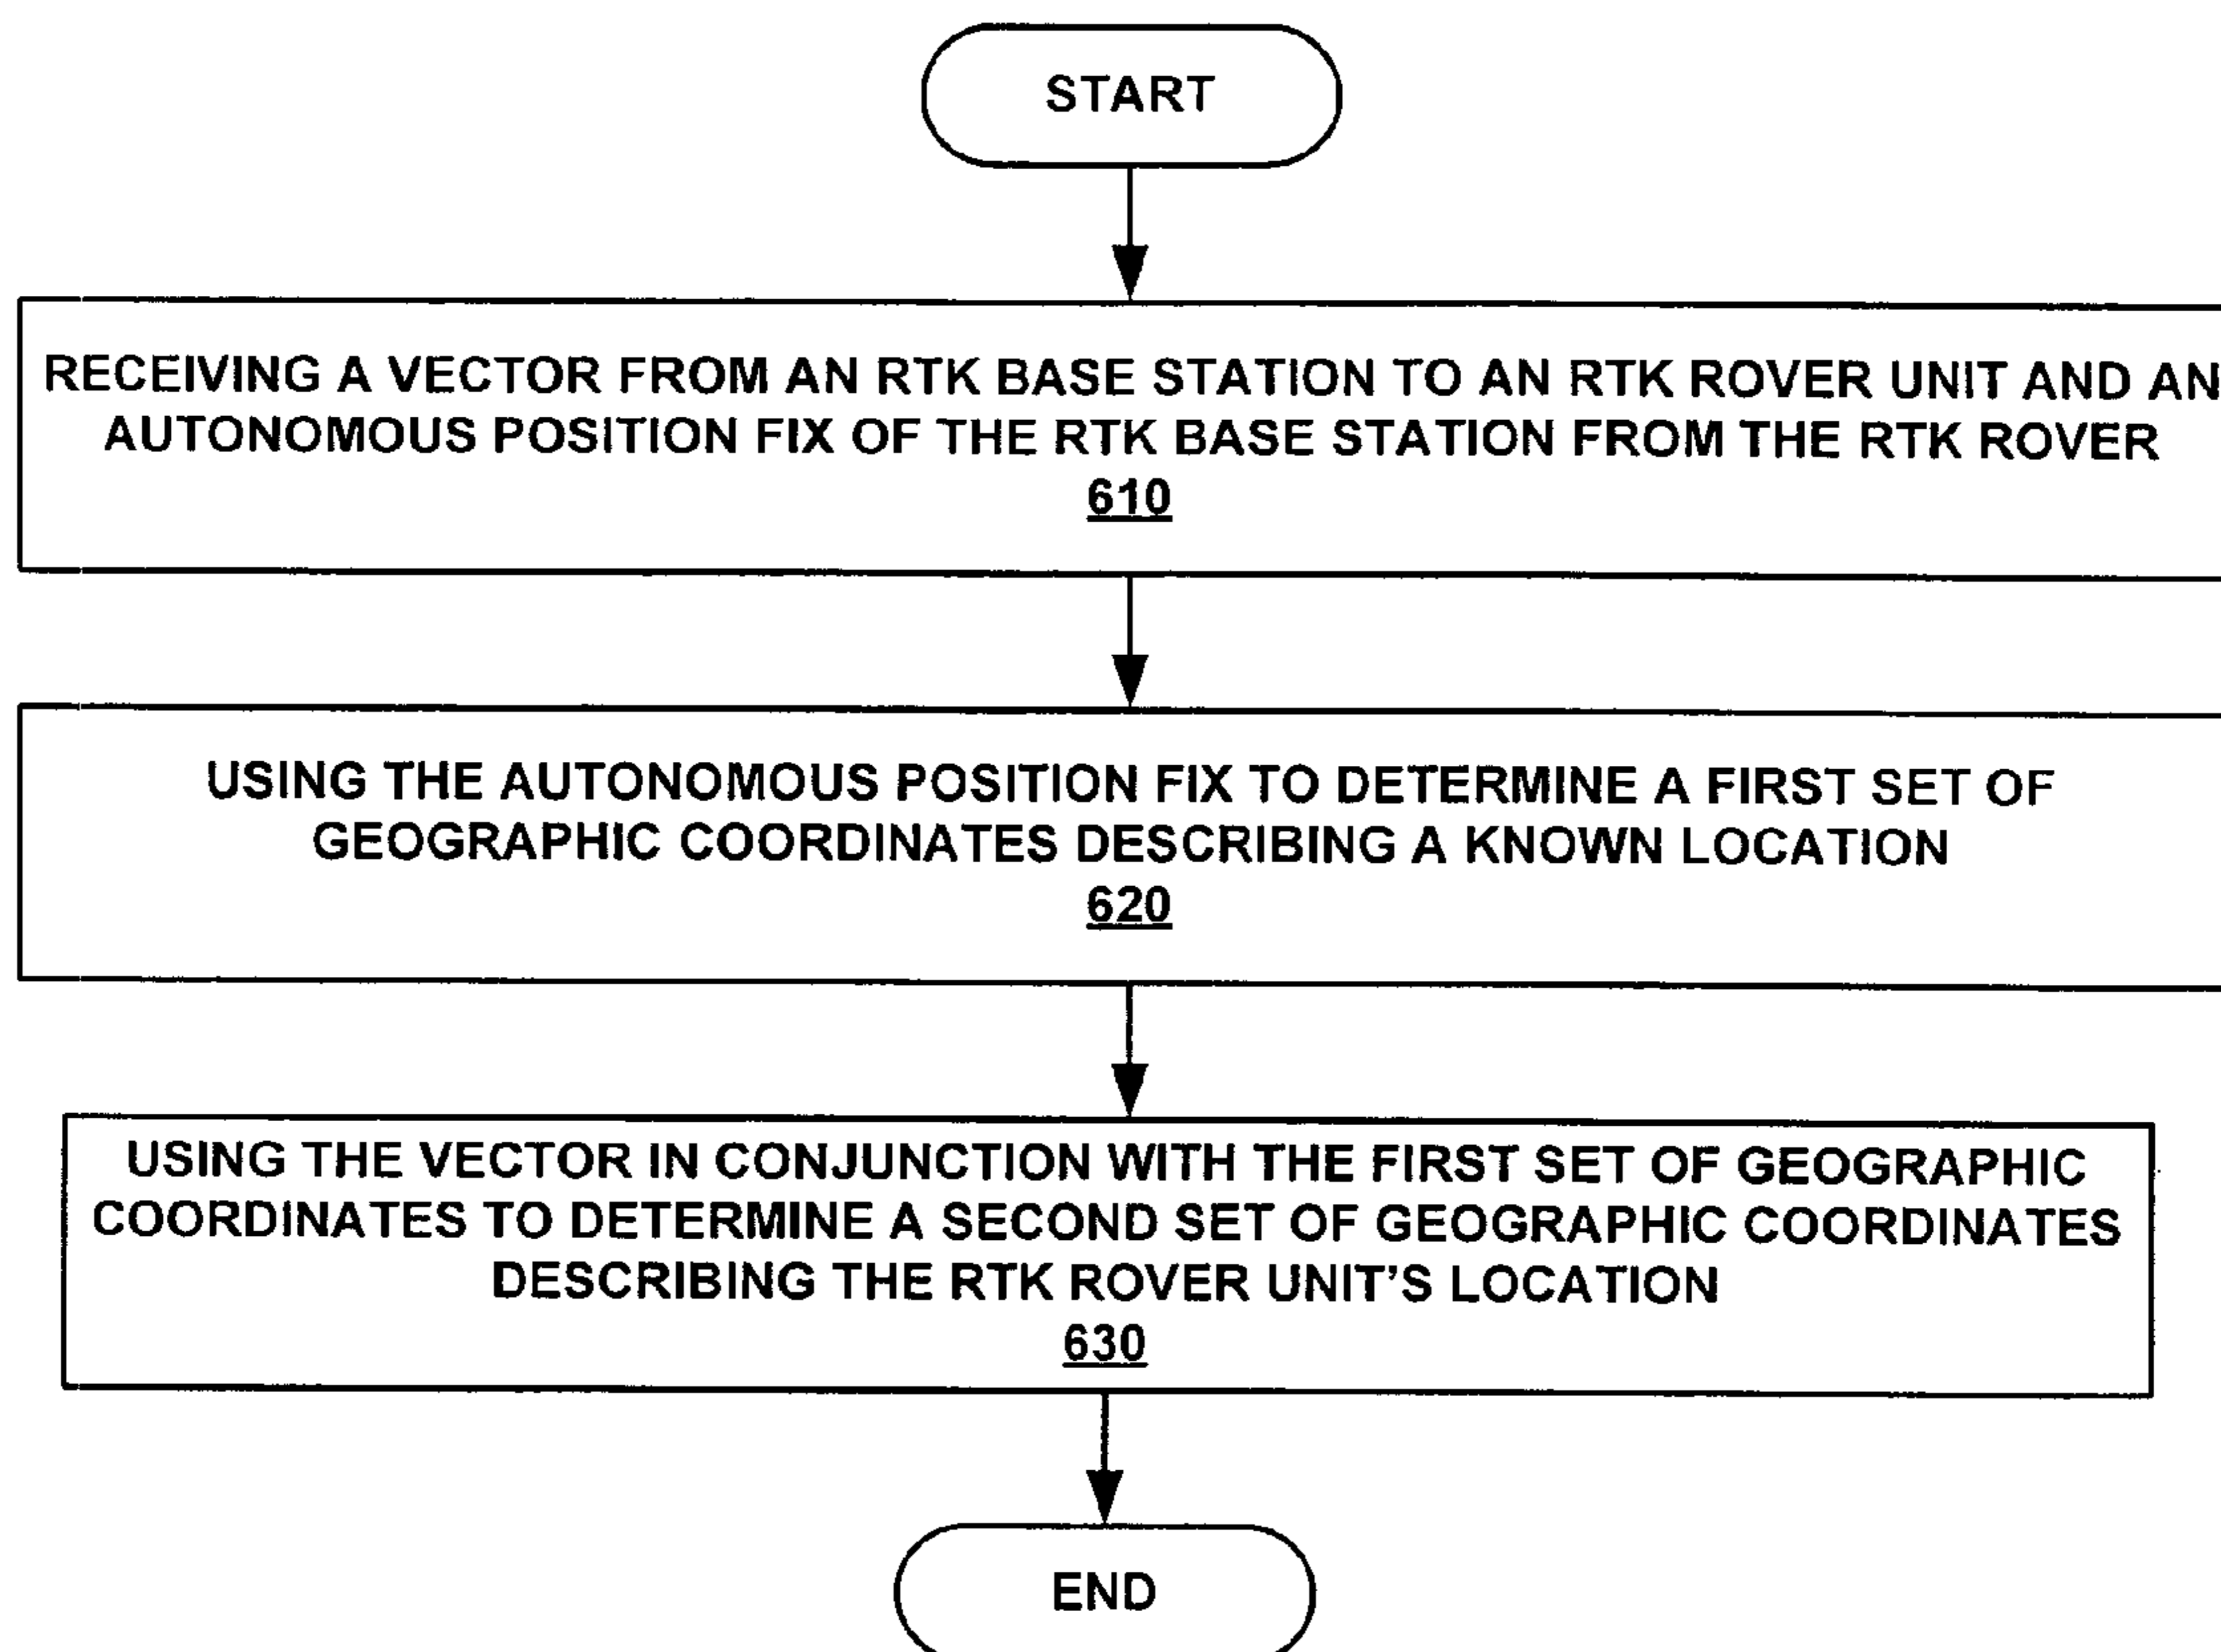 START
RECEIVING A VECTOR FROM AN RTK BASE STATION TO AN RTK ROVER UNIT AND AN
AUTONOMOUS POSITION FIX OF THE RTK BASE STATION FROM THE RTK ROVER
610
USING THE AUTONOMOUS POSITION FIX TO DETERMINE A FIRST SET OF
GEOGRAPHIC COORDINATES DESCRIBING A KNOWN LOCATION
620
USING THE VECTOR IN CONJUNCTION WITH THE FIRST SET OF GEOGRAPHIC
COORDINATES TO DETERMINE A SECOND SET OF GEOGRAPHIC COORDINATES
DESCRIBING THE RTK ROVER UNIT'S LOCATION
630
END